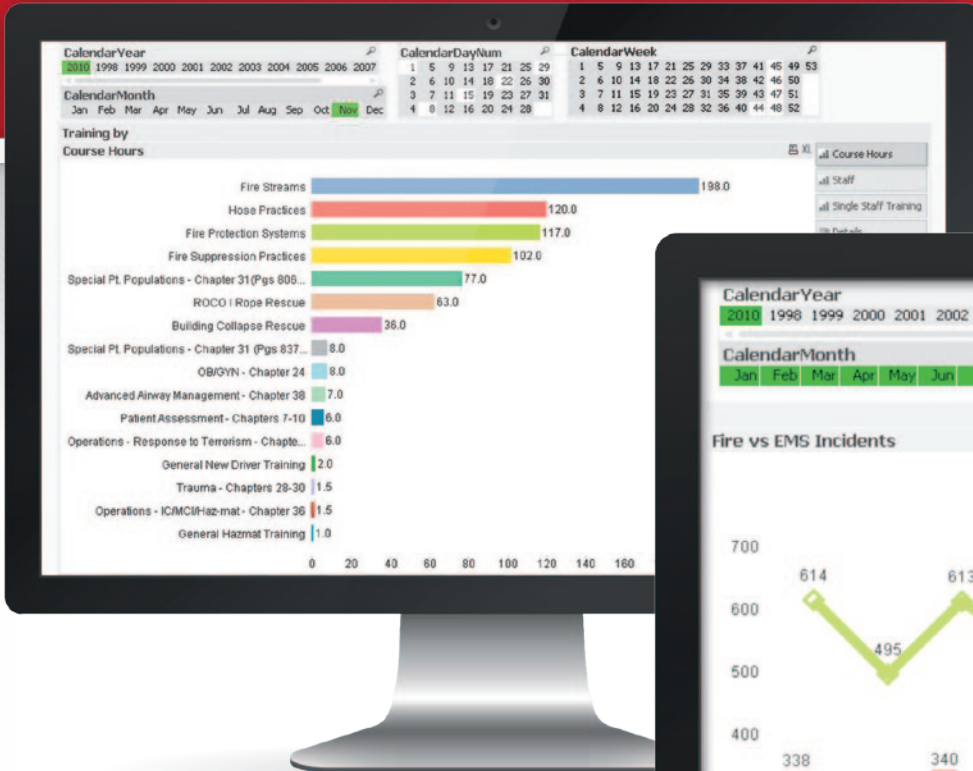 CalendarYear
2010 1998 1999 2000 2001 2002 2003 2004 2005 2006 2007
CalendarMonth
Jan Feb Mar Apr May Jun Jul Aug Sep Oct Nov Dec
CalendarDayNum
1 5 9 13 17 21 25 29
2 6 10 14 18 22 26 30
3 7 11 15 19 23 27 31
4 8 12 16 20 24 28
CalendarWeek
1 5 9 13 17 21 25 29 33 37 41 45 49 53
2 6 10 14 18 22 26 30 34 38 42 46 50
3 7 11 15 19 23 27 31 35 39 43 47 51
4 8 12 16 20 24 28 32 36 40 44 48 52
Training by
Course Hours
XL
Course Hours
Staff
Single Staff Training
Details
Fire Streams 198.0
Hose Practices 120.0
Fire Protection Systems 117.0
Fire Suppression Practices 102.0
Special Pt. Populations - Chapter 31(Pgs 806... 77.0
ROCO I Rope Rescue 63.0
Building Collapse Rescue 36.0
Special Pt. Populations - Chapter 31 (Pgs 837... 8.0
OB/GYN - Chapter 24 8.0
Advanced Airway Management - Chapter 38 7.0
Patient Assessment - Chapters 7-10 6.0
Operations - Response to Terrorism - Chapte... 6.0
General New Driver Training 2.0
Trauma - Chapters 28-30 1.5
Operations - IC/MCI/Haz-mat - Chapter 36 1.5
General Hazmat Training 1.0
0 20 40 60 80 100 120 140 160
CalendarYear
2010 1998 1999 2000 2001 2002
CalendarMonth
Jan Feb Mar Apr May Jun
Fire vs EMS Incidents
700
614 613
600
495
500
400
338 340